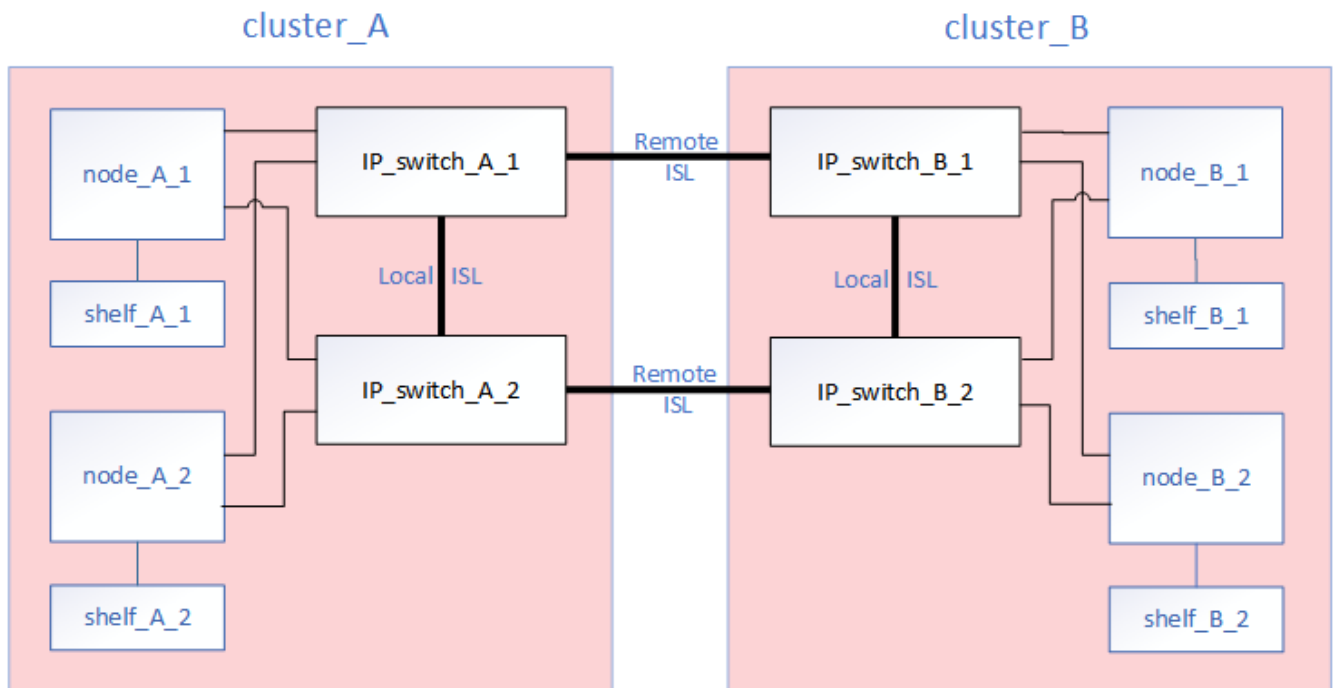 cluster_A
cluster_B
node_A_1
IP_switch_A_1
Remote
ISL
IP_switch_B_1
node_B_1
shelf_A_1
Local ISL
Local ISL
shelf_B_1
node_A_2
IP_switch_A_2
Remote
ISL
IP_switch_B_2
node_B_2
shelf_A_2
shelf_B_2